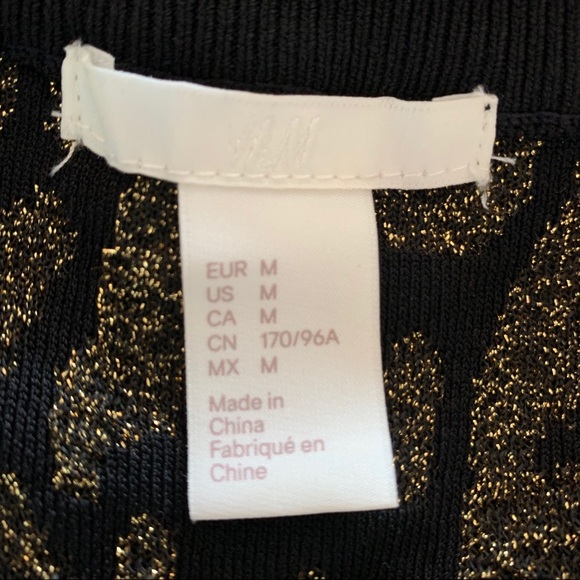 H&M
EUR M
US M
CA M
CN 170/96A
MX M
Made in
China
Fabriqué en
Chine